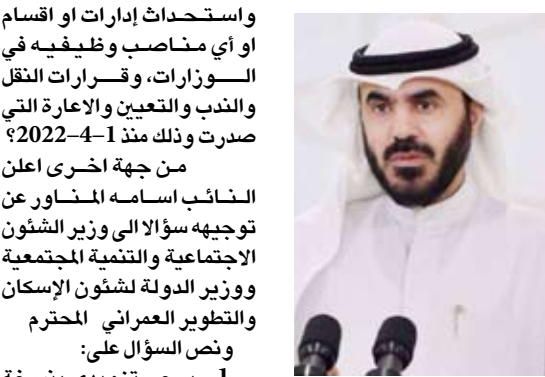 واستحداث إدارات او اقسام
او أي مناصب وظيفيه في
الوزارات، وقرارات النقل
والندب والتعيين والاعارة التي
صدرت وذلك منذ 1–4–2022؟
من جهة اخرى اعلن
النائب اسامه المناور عن
توجيهه سؤالا الى وزير الشئون
الاجتماعية والتنمية المجتمعية
ووزير الدولة لشئون الإسكان
والتطوير العمراني المحترم
ونص السؤال على: